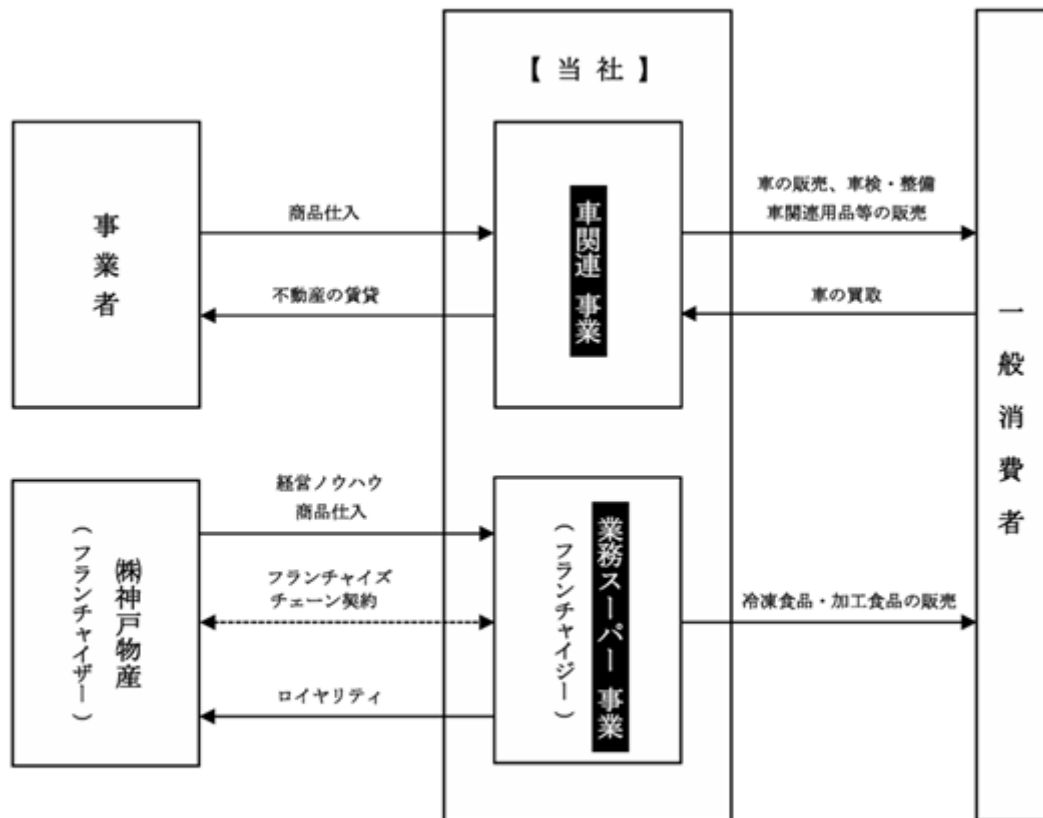 【当社】
事業者
商品仕入
不動産の賃貸
車関連 事業
車の販売、車検・整備
車関連用品等の販売
車の買取
一般消費者
㈱神戸物産
(フランチャイザー)
経営ノウハウ
商品仕入
フランチャイズ
チェーン契約
ロイヤリティ
業務スーパー 事業
(フランチャイジー)
冷凍食品・加工食品の販売